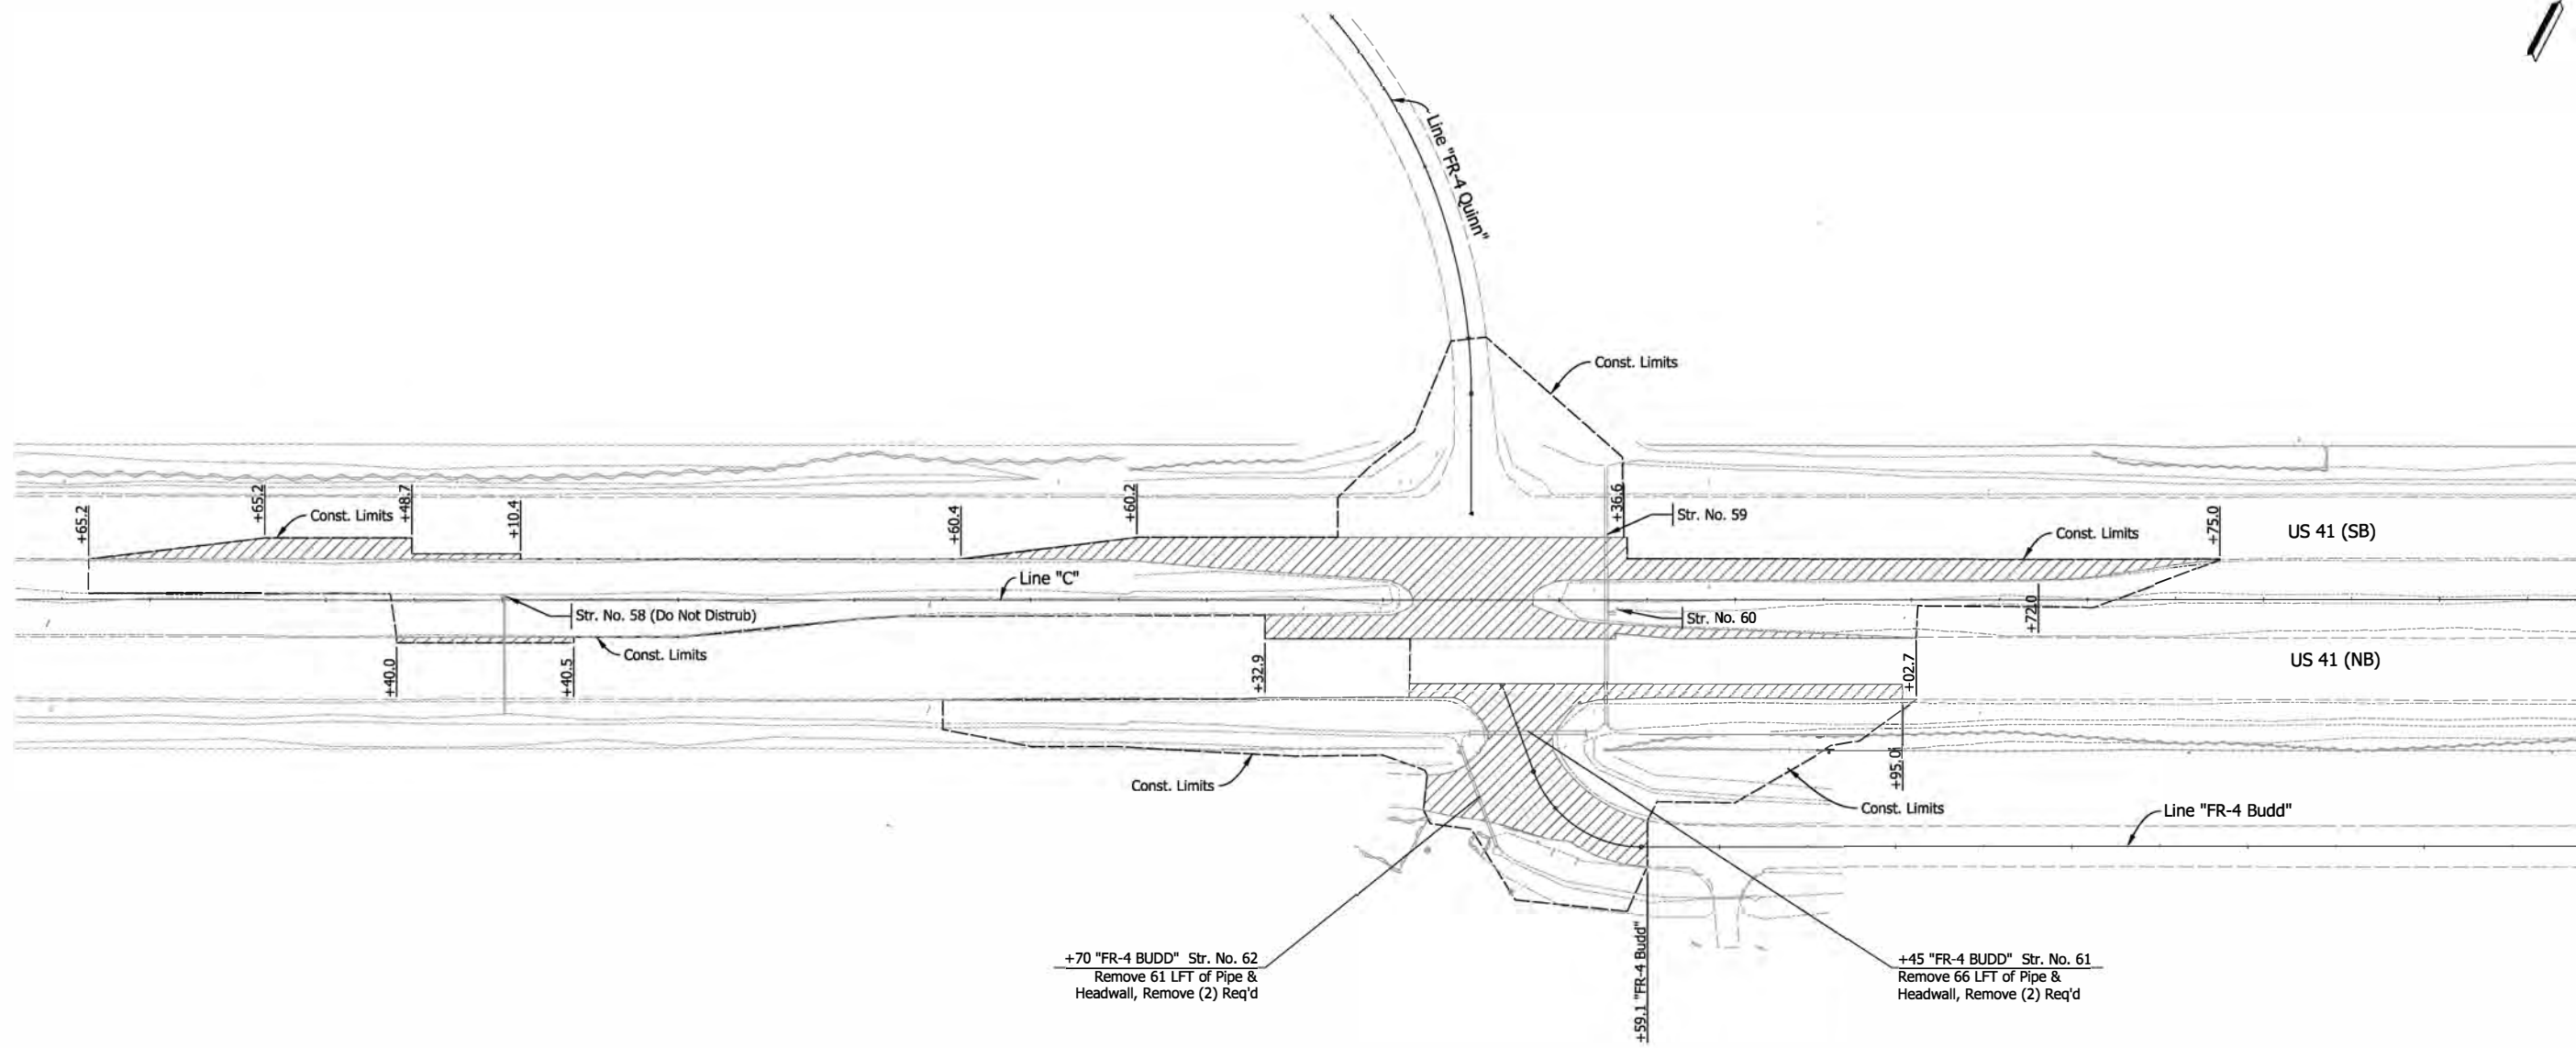 Line "FR-4 Quinn"
Const. Limits
+65.2
+65.2
Const. Limits
+48.7
+10.4
+60.4
+60.2
+36.6
Str. No. 59
Const. Limits
+75.0
US 41 (SB)
Line "C"
Str. No. 58 (Do Not Distrub)
Str. No. 60
+72.0
+40.0
+40.5
Const. Limits
+32.9
+02.7
US 41 (NB)
+95.0
Const. Limits
Const. Limits
Line "FR-4 Budd"
+70 "FR-4 BUDD" Str. No. 62
Remove 61 LFT of Pipe &
Headwall, Remove (2) Req'd
+59.1 "FR-4 Budd"
+45 "FR-4 BUDD" Str. No. 61
Remove 66 LFT of Pipe &
Headwall, Remove (2) Req'd